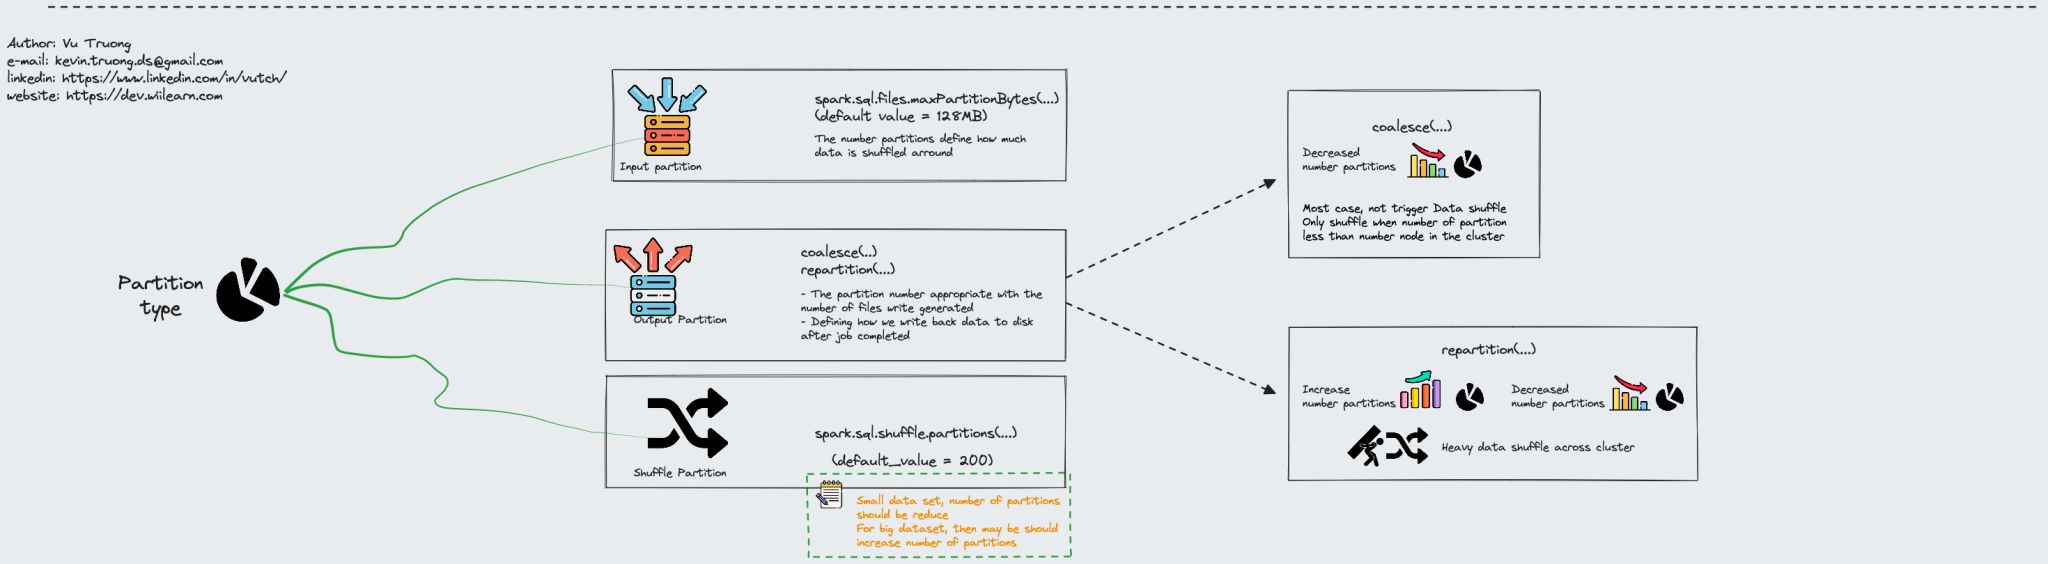 Author: Vu Truong
e-mail: kevin.truong.ds@gmail.com
linkedin: https://www.linkedin.com/in/vutch/
website: https://dev.wiilearn.com
Partition
type
Input partition
spark.sql.files.maxPartitionBytes(...)
(default value = 128MB)
The number partitions define how much
data is shuffled arround
Output Partition
coalesce(...)
repartition(...)
- The partition number appropriate with the
number of files write generated
- Defining how we write back data to disk
after job completed
Shuffle Partition
spark.sql.shuffle.partitions(...)
(default_value = 200)
Small data set, number of partitions
should be reduce
For big dataset, then may be should
increase number of partitions
coalesce(...)
Decreased
number partitions
Most case, not trigger Data shuffle
Only shuffle when number of partition
less than number node in the cluster
repartition(...)
Increase
number partitions
Decreased
number partitions
Heavy data shuffle across cluster